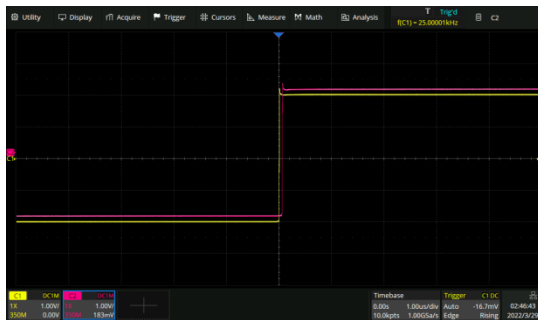 Utility Display Acquire Trigger Cursors Measure Math Analysis T Trig'd C2
f(C1) = 25.00001kHz
C1
C1 DC1M C2 DC1M Timebase Trigger C1 DC
1X 1.00V/ 1X 1.00V/ 0.00s 1.00us/div Auto -16.7mV 02:46:43
350M 0.00V 183mV 10.0kpts 1.00GSa/s Edge Rising 2022/3/29